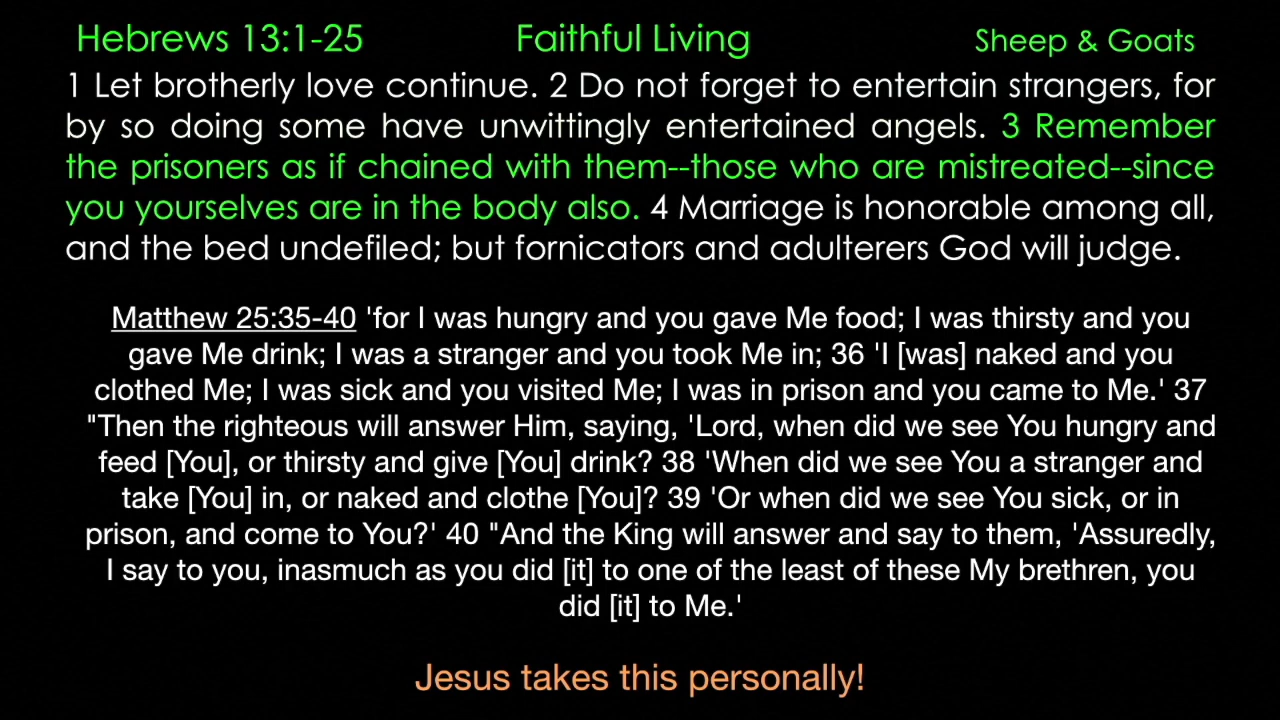 Hebrews 13:1-25 Faithful Living Sheep & Goats
1 Let brotherly love continue. 2 Do not forget to entertain strangers, for
by so doing some have unwittingly entertained angels. 3 Remember
the prisoners as if chained with them--those who are mistreated--since
you yourselves are in the body also. 4 Marriage is honorable among all,
and the bed undefiled; but fornicators and adulterers God will judge.
Matthew 25:35-40 'for I was hungry and you gave Me food; I was thirsty and you
gave Me drink; I was a stranger and you took Me in; 36 'I [was] naked and you
clothed Me; I was sick and you visited Me; I was in prison and you came to Me.' 37
"Then the righteous will answer Him, saying, 'Lord, when did we see You hungry and
feed [You], or thirsty and give [You] drink? 38 'When did we see You a stranger and
take [You] in, or naked and clothe [You]? 39 'Or when did we see You sick, or in
prison, and come to You?' 40 "And the King will answer and say to them, 'Assuredly,
I say to you, inasmuch as you did [it] to one of the least of these My brethren, you
did [it] to Me.'
Jesus takes this personally!